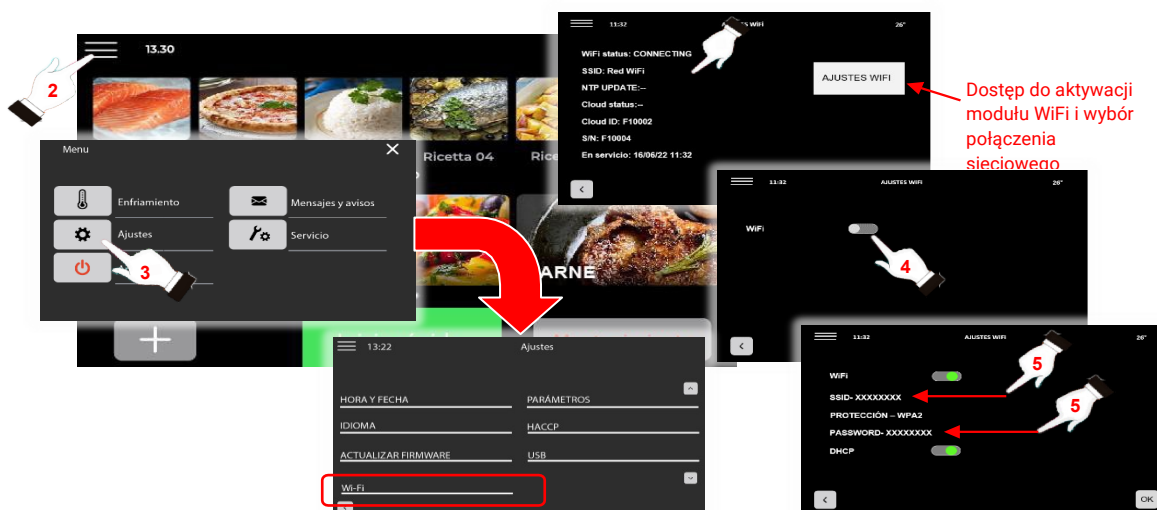 13.30
2
Ricetta 04
ARNE
Menu
Enfriamiento
Mensajes y avisos
Ajustes
Servicio
3
11:32
26°
WiFi status: CONNECTING
SSID: Red WiFi
NTP UPDATE:--
Cloud status:--
Cloud ID: F10002
S/N: F10004
En servicio: 16/06/22 11:32
AJUSTES WIFI
Dostęp do aktywacji
modułu WiFi i wybór
połączenia
sieciowego
11:32
AJUSTES WIFI
26°
WiFi
4
13:22
Ajustes
HORA Y FECHA
PARÁMETROS
IDIOMA
HACCP
ACTUALIZAR FIRMWARE
USB
Wi-Fi
11:32
AJUSTES WIFI
26°
WiFi
5
SSID- XXXXXXXX
5
PROTECCIÓN – WPA2
PASSWORD- XXXXXXXX
DHCP
OK